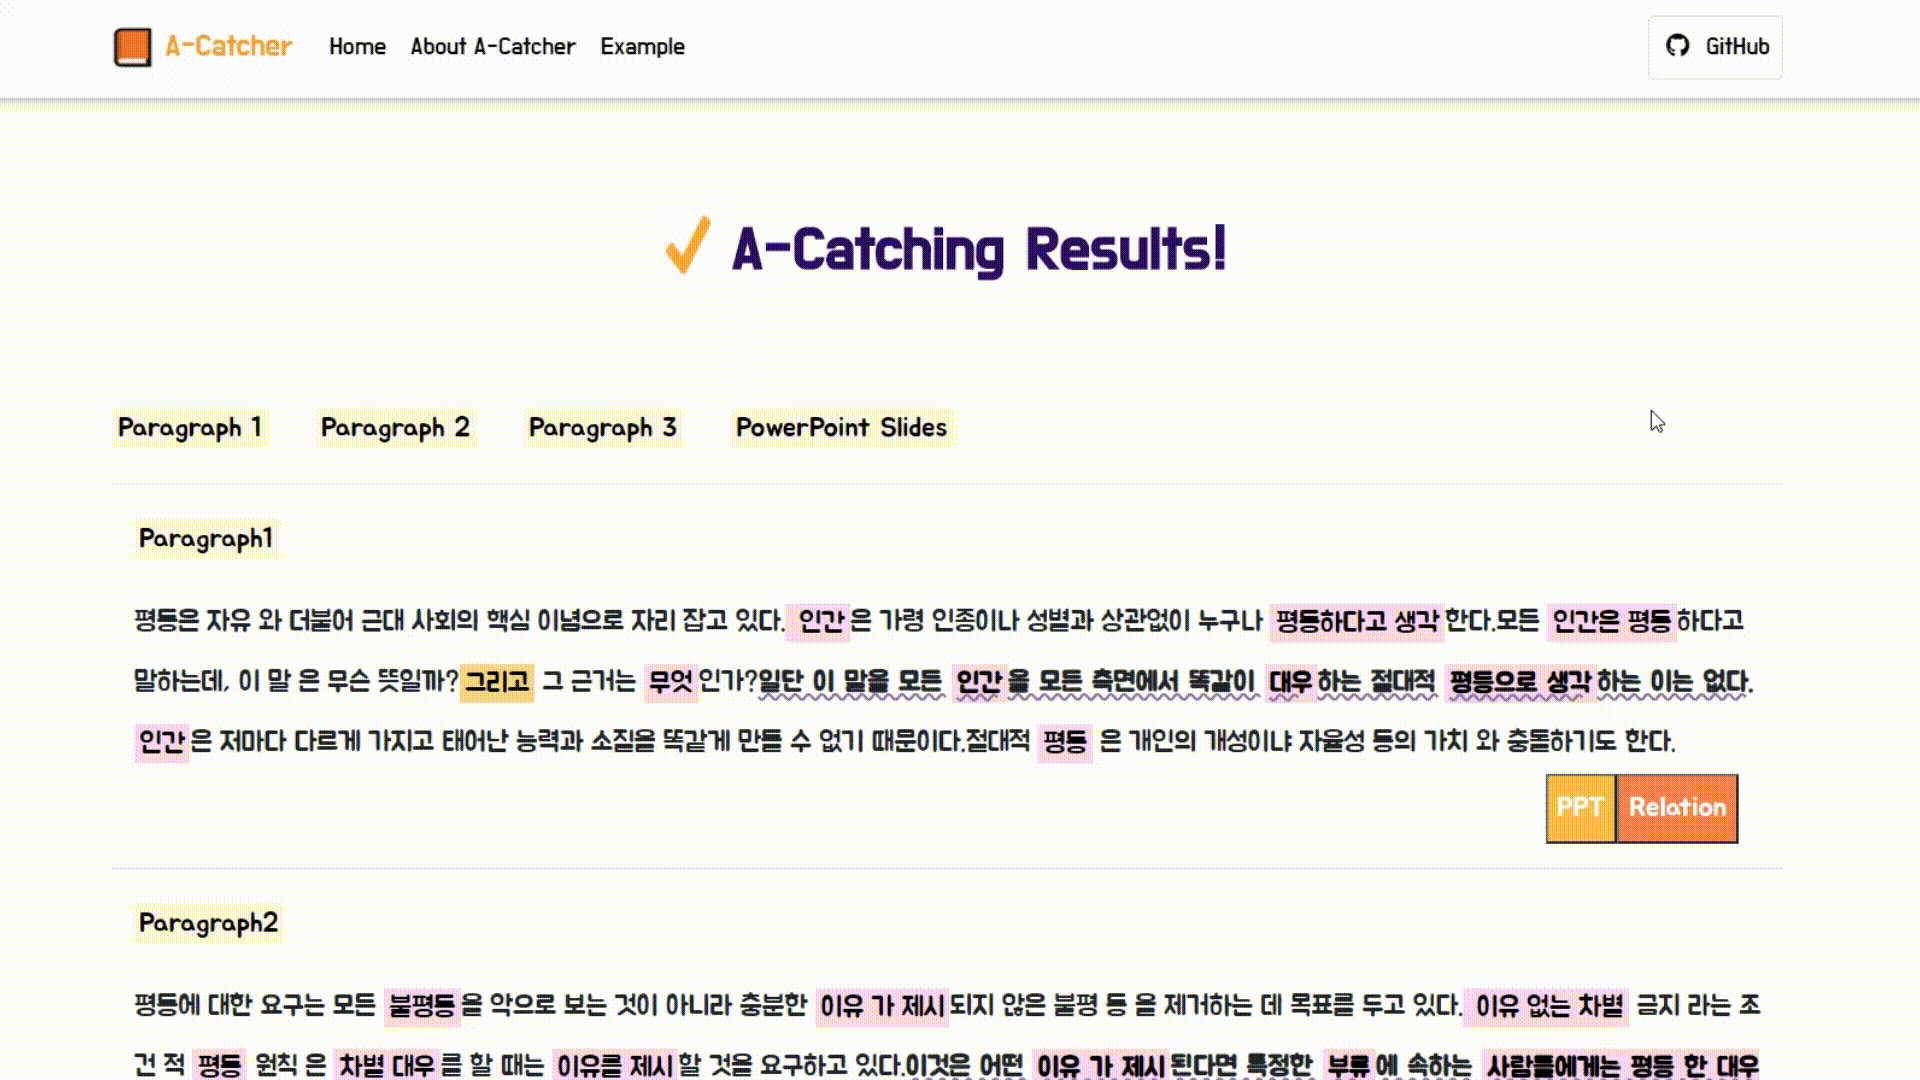 A-Catcher Home About A-Catcher Example GitHub
A-Catching Results!
Paragraph 1 Paragraph 2 Paragraph 3 PowerPoint Slides
Paragraph1
평등은 자유 와 더불어 근대 사회의 핵심 이념으로 자리 잡고 있다. 인간은 가령 인종이나 성별과 상관없이 누구나 평등하다고 생각한다.모든 인간은 평등하다고
말하는데, 이 말 은 무슨 뜻일까?그리고 그 근거는 무엇인가?일단 이 말을 모든 인간을 모든 측면에서 똑같이 대우하는 절대적 평등으로 생각하는 이는 없다.
인간은 저마다 다르게 가지고 태어난 능력과 소질을 똑같게 만들 수 없기 때문이다.절대적 평등 은 개인의 개성이나 자율성 등의 가치 와 충돌하기도 한다.
PPT Relation
Paragraph2
평등에 대한 요구는 모든 불평등을 악으로 보는 것이 아니라 충분한 이유 가 제시되지 않은 불평 등 을 제거하는 데 목표를 두고 있다. 이유 없는 차별 금지 라는 조
건 적 평등 원칙 은 차별 대우를 할 때는 이유를 제시할 것을 요구하고 있다.이것은 어떤 이유 가 제시된다면 특정한 부류에 속하는 사람들에게는 평등 한 대우